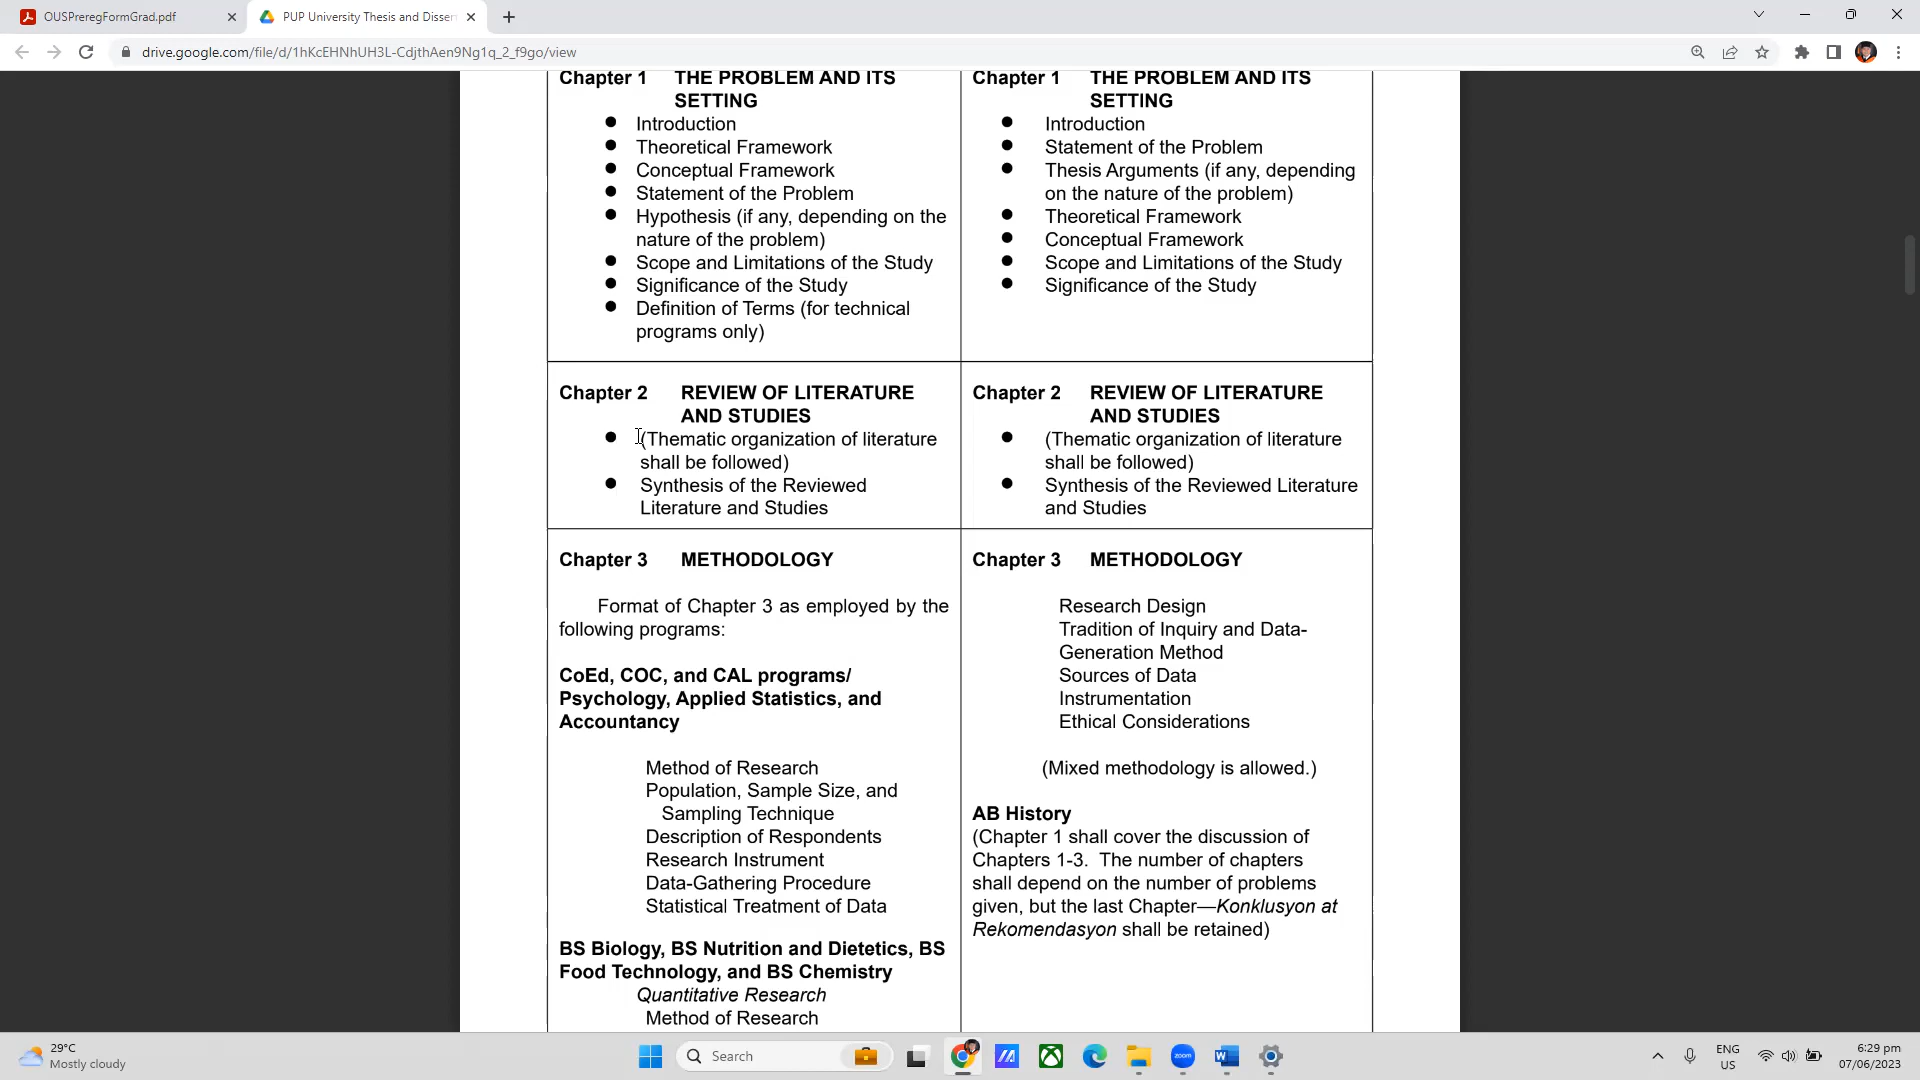 OUSPreregFormGrad.pdf
PUP University Thesis and Dissert
drive.google.com/file/d/1hKcEHNhUH3L-CdjthAen9Ng1q_2_f9go/view
Chapter 1 THE PROBLEM AND ITS
SETTING
Introduction
Theoretical Framework
Conceptual Framework
Statement of the Problem
Hypothesis (if any, depending on the
nature of the problem)
Scope and Limitations of the Study
Significance of the Study
Definition of Terms (for technical
programs only)
Chapter 1 THE PROBLEM AND ITS
SETTING
Introduction
Statement of the Problem
Thesis Arguments (if any, depending
on the nature of the problem)
Theoretical Framework
Conceptual Framework
Scope and Limitations of the Study
Significance of the Study
Chapter 2 REVIEW OF LITERATURE
AND STUDIES
(Thematic organization of literature
shall be followed)
Synthesis of the Reviewed
Literature and Studies
Chapter 2 REVIEW OF LITERATURE
AND STUDIES
(Thematic organization of literature
shall be followed)
Synthesis of the Reviewed Literature
and Studies
Chapter 3 METHODOLOGY
Format of Chapter 3 as employed by the
following programs:
CoEd, COC, and CAL programs/
Psychology, Applied Statistics, and
Accountancy
Method of Research
Population, Sample Size, and
Sampling Technique
Description of Respondents
Research Instrument
Data-Gathering Procedure
Statistical Treatment of Data
BS Biology, BS Nutrition and Dietetics, BS
Food Technology, and BS Chemistry
Quantitative Research
Method of Research
Chapter 3 METHODOLOGY
Research Design
Tradition of Inquiry and Data-
Generation Method
Sources of Data
Instrumentation
Ethical Considerations
(Mixed methodology is allowed.)
AB History
(Chapter 1 shall cover the discussion of
Chapters 1-3. The number of chapters
shall depend on the number of problems
given, but the last Chapter—Konklusyon at
Rekomendasyon shall be retained)
29°C
Mostly cloudy
Search
zoom
ENG
US
6:29 pm
07/06/2023